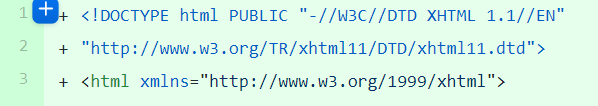 1 + <!DOCTYPE html PUBLIC "-//W3C//DTD XHTML 1.1//EN"
2 + "http://www.w3.org/TR/xhtml11/DTD/xhtml11.dtd">
3 + <html xmlns="http://www.w3.org/1999/xhtml">